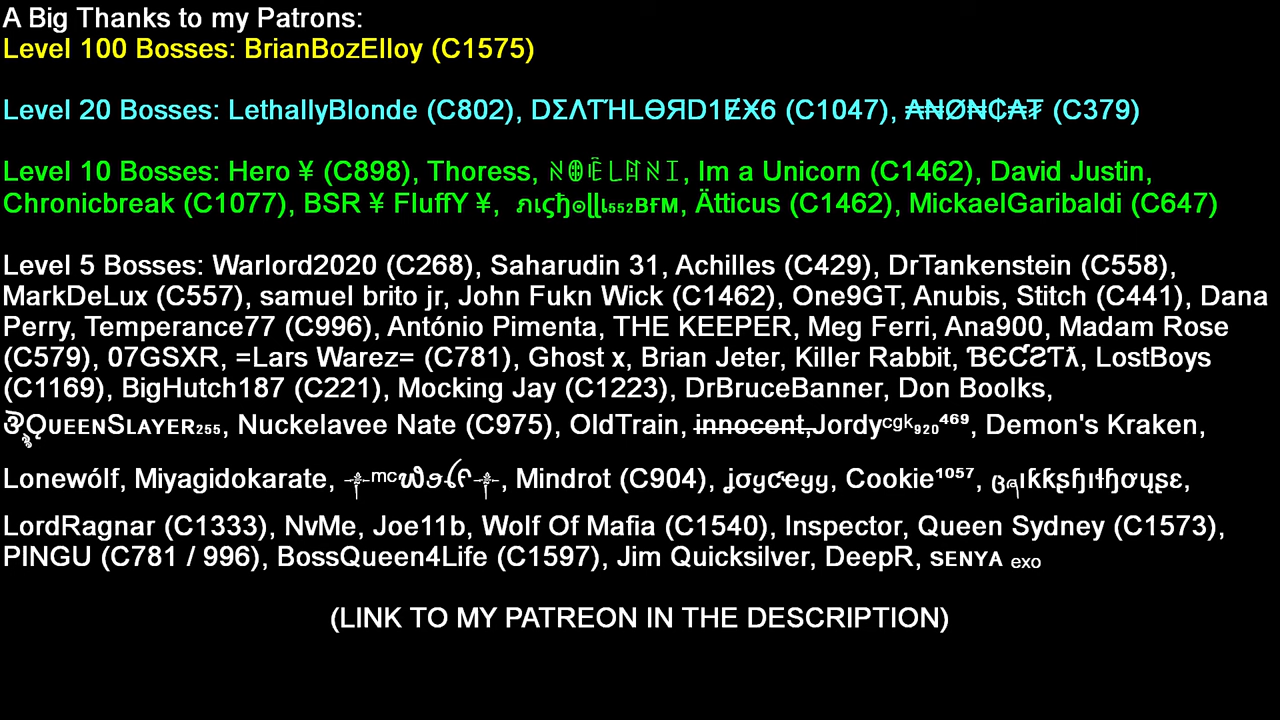 A Big Thanks to my Patrons:
Level 100 Bosses: BrianBozElloy (C1575)
Level 20 Bosses: LethallyBlonde (C802), DΣΛƬΉLӨЯD1ɆӾ6 (C1047), ₳₦Ø₦₵₳₮ (C379)
Level 10 Bosses: Hero ¥ (C898), Thoress, Im a Unicorn (C1462), David Justin,
Chronicbreak (C1077), BSR ¥ FluffY ¥, Ätticus (C1462), MickaelGaribaldi (C647)
Level 5 Bosses: Warlord2020 (C268), Saharudin 31, Achilles (C429), DrTankenstein (C558),
MarkDeLux (C557), samuel brito jr, John Fukn Wick (C1462), One9GT, Anubis, Stitch (C441), Dana
Perry, Temperance77 (C996), António Pimenta, THE KEEPER, Meg Ferri, Ana900, Madam Rose
(C579), 07GSXR, =Lars Warez= (C781), Ghost x, Brian Jeter, Killer Rabbit, ƁЄƇƧƬƛ, LostBoys
(C1169), BigHutch187 (C221), Mocking Jay (C1223), DrBruceBanner, Don Boolks,
QᴜᴇᴇɴSʟᴀʏᴇʀ₂₅₅, Nuckelavee Nate (C975), OldTrain, i̶n̶n̶o̶c̶e̶n̶t̶,̶Jordyᶜᵍᵏ₉₂₀⁴⁶⁹, Demon's Kraken,
Lonewólf, Miyagidokarate, Mindrot (C904), Cookie¹⁰⁵⁷,
LordRagnar (C1333), NvMe, Joe11b, Wolf Of Mafia (C1540), Inspector, Queen Sydney (C1573),
PINGU (C781 / 996), BossQueen4Life (C1597), Jim Quicksilver, DeepR, sᴇɴʏᴀ ₑₓₒ
(LINK TO MY PATREON IN THE DESCRIPTION)